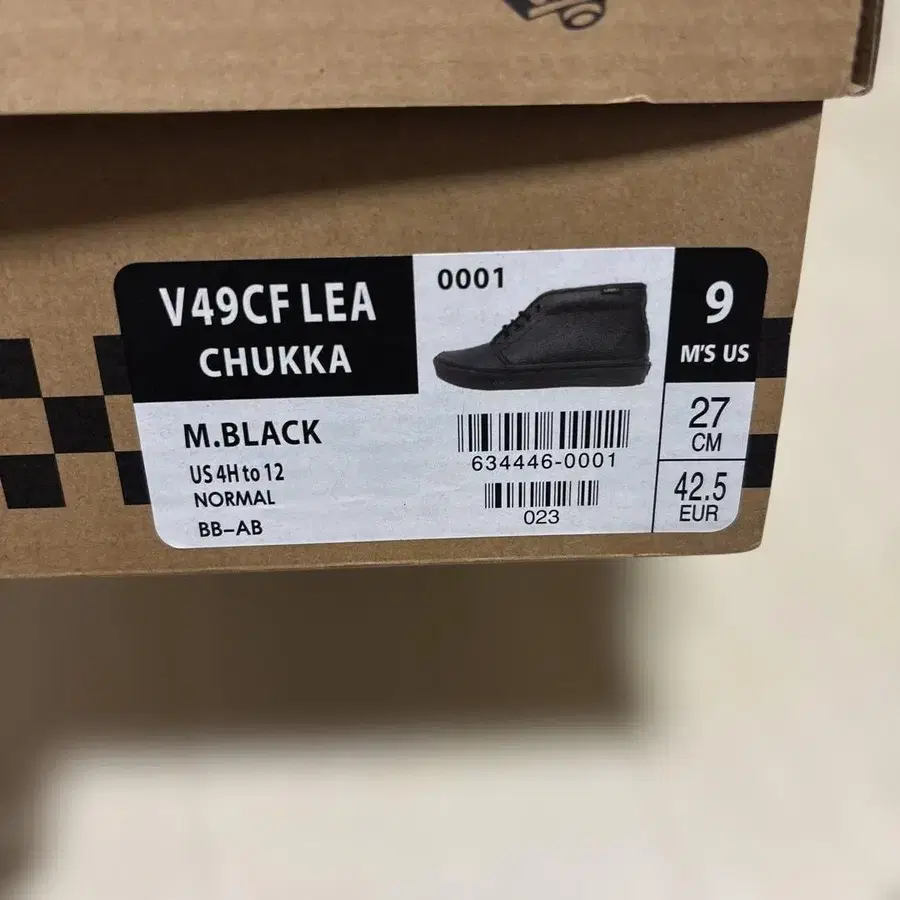 V49CF LEA
CHUKKA
0001
9
M'S US
M.BLACK
US 4H to 12
NORMAL
BB-AB
634446-0001
023
27
CM
42.5
EUR